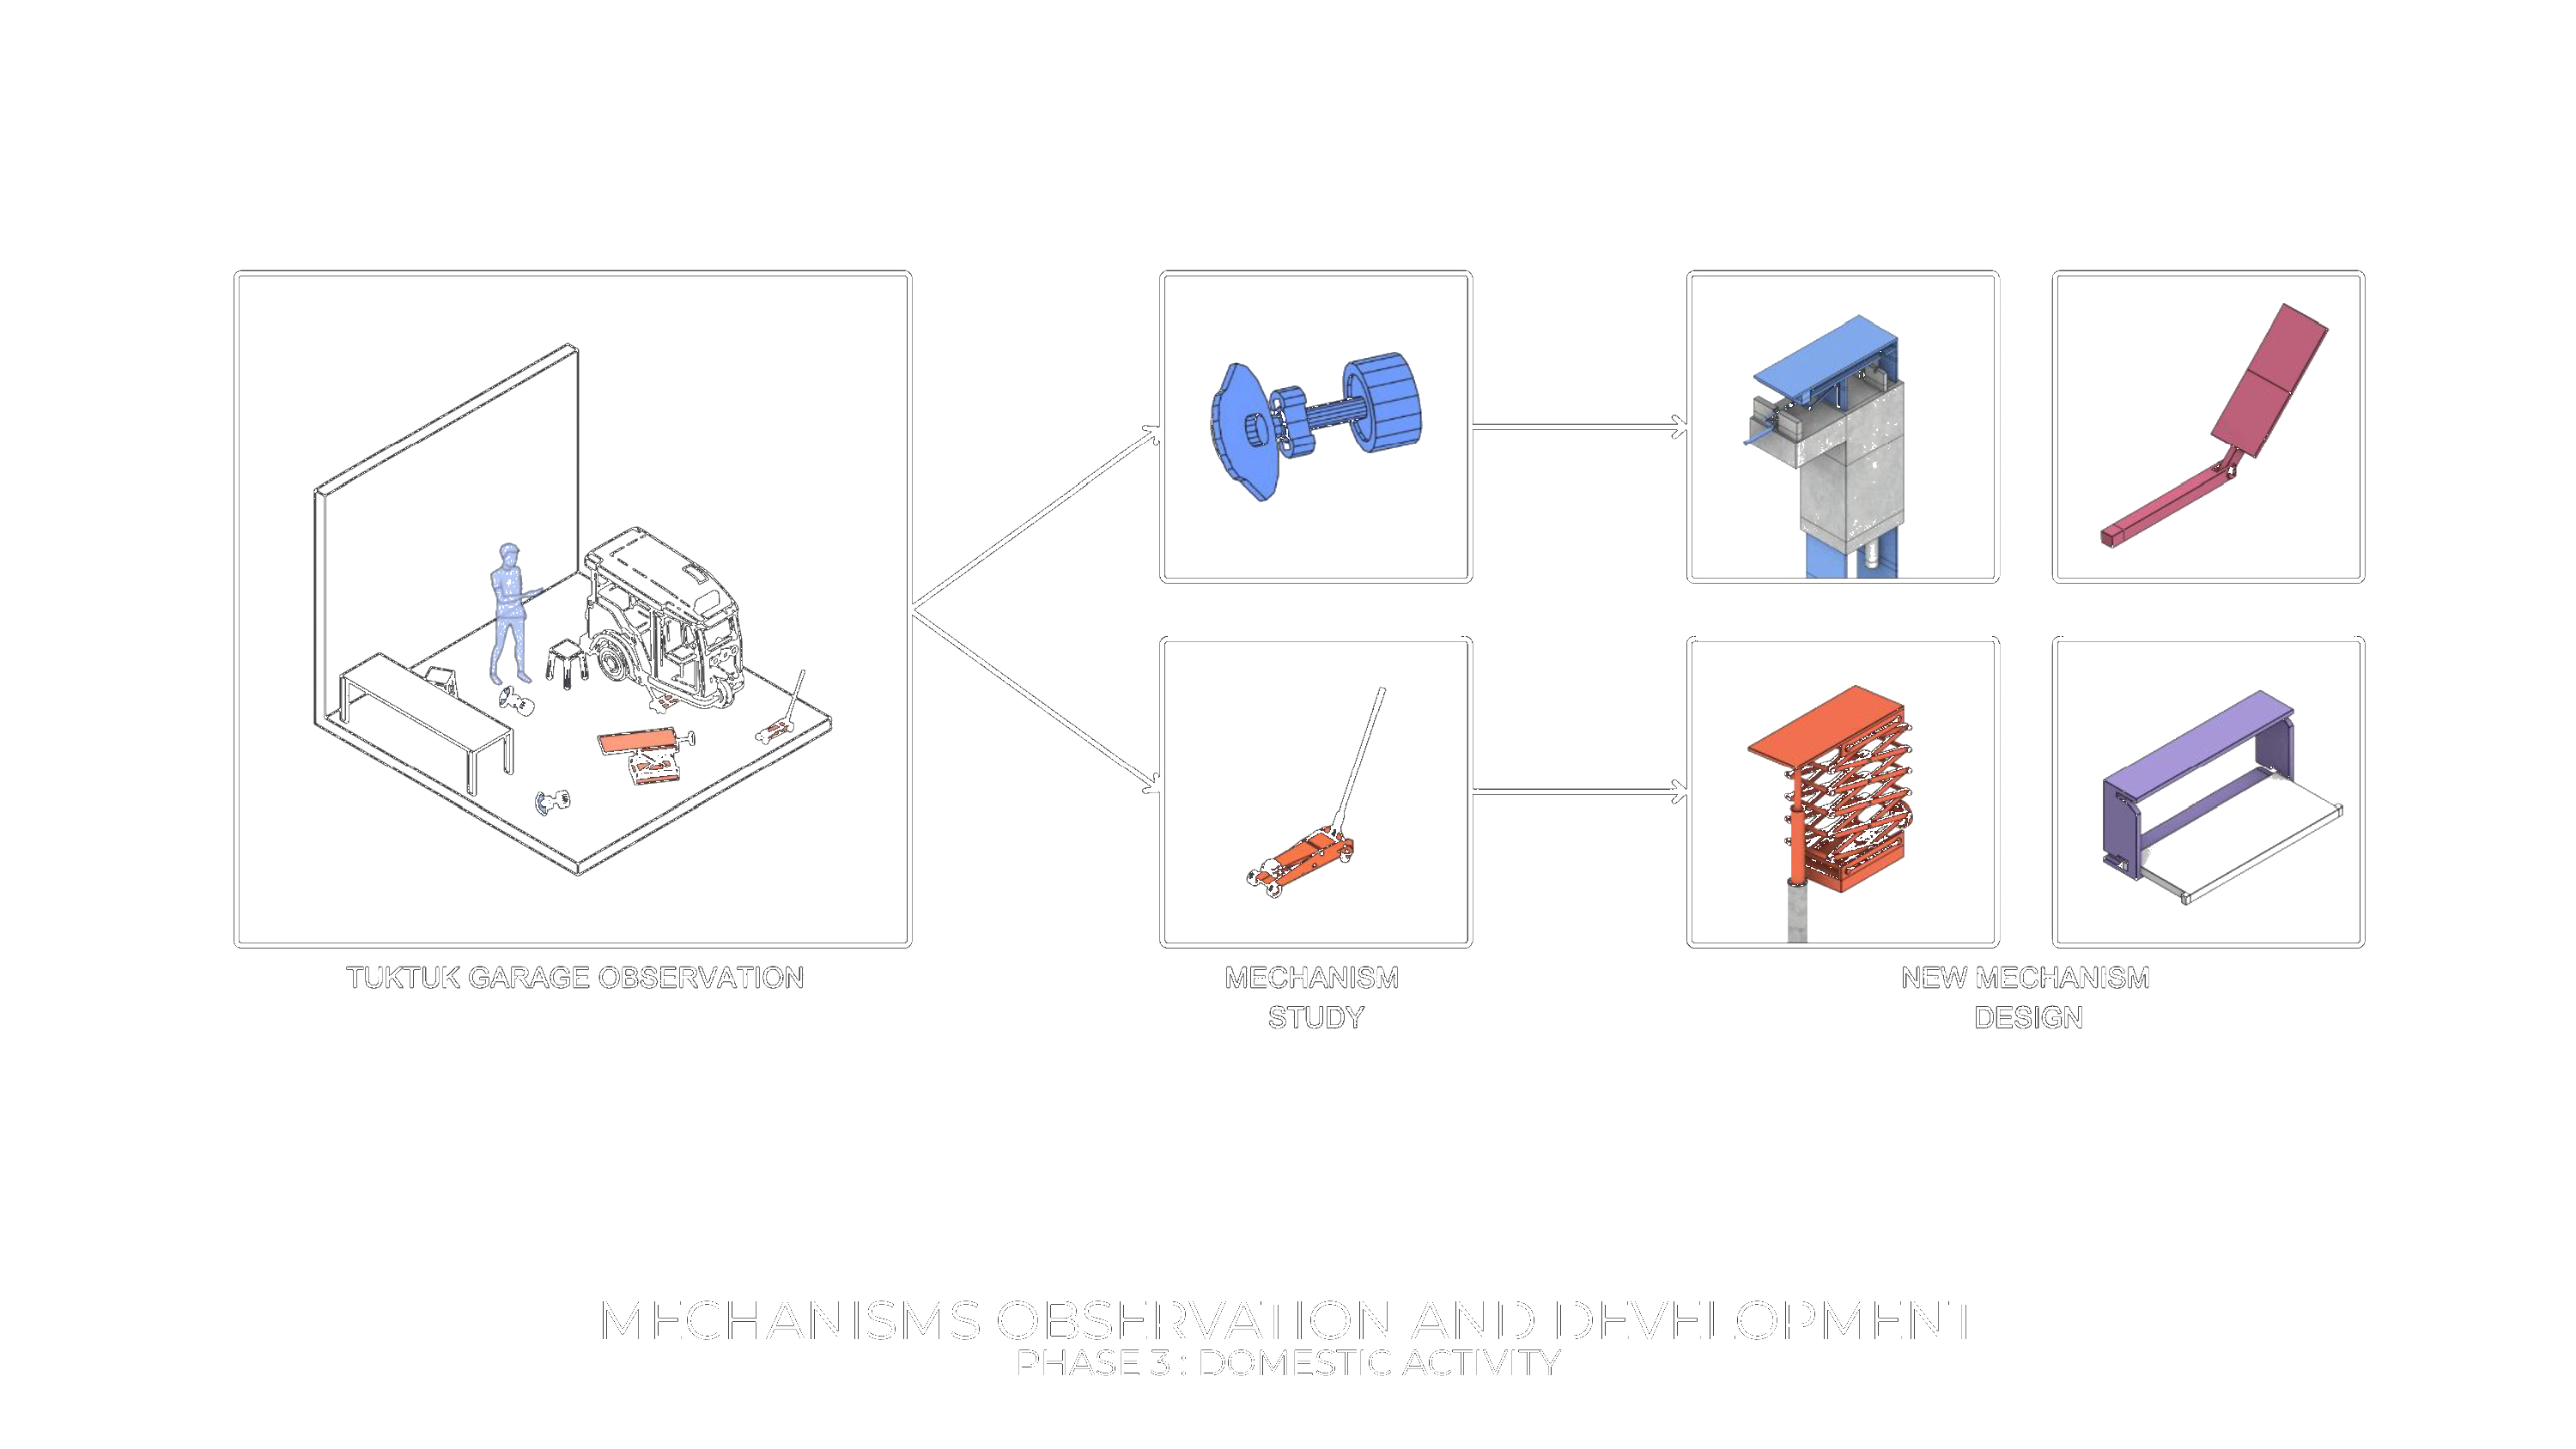 TUKTUK GARAGE OBSERVATION
MECHANISM
STUDY
NEW MECHANISM
DESIGN
MECHANISMS OBSERVATION AND DEVELOPMENT
PHASE 3 : DOMESTIC ACTIVITY